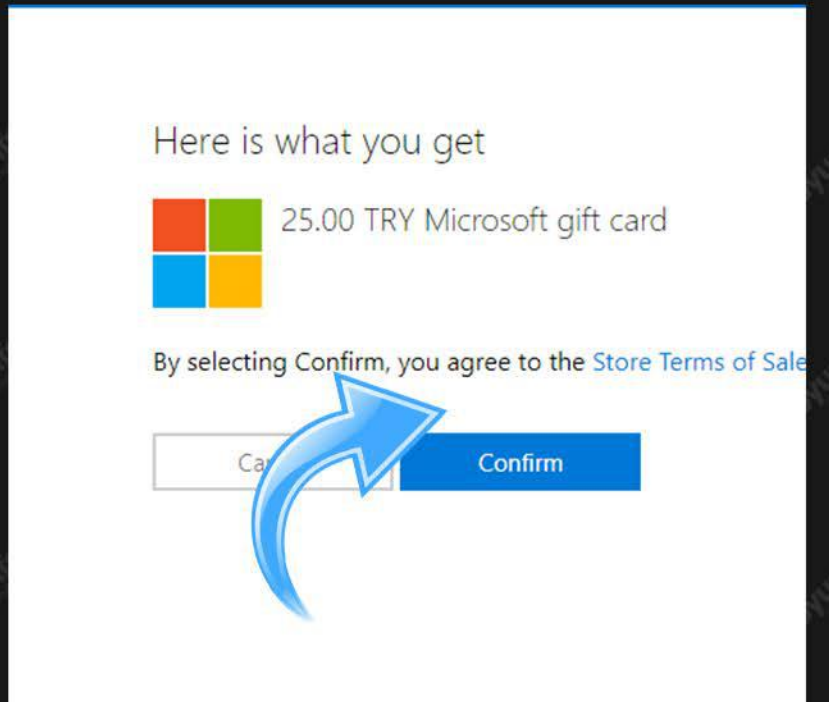 Here is what you get
25.00 TRY Microsoft gift card
By selecting Confirm, you agree to the Store Terms of Sale
Confirm